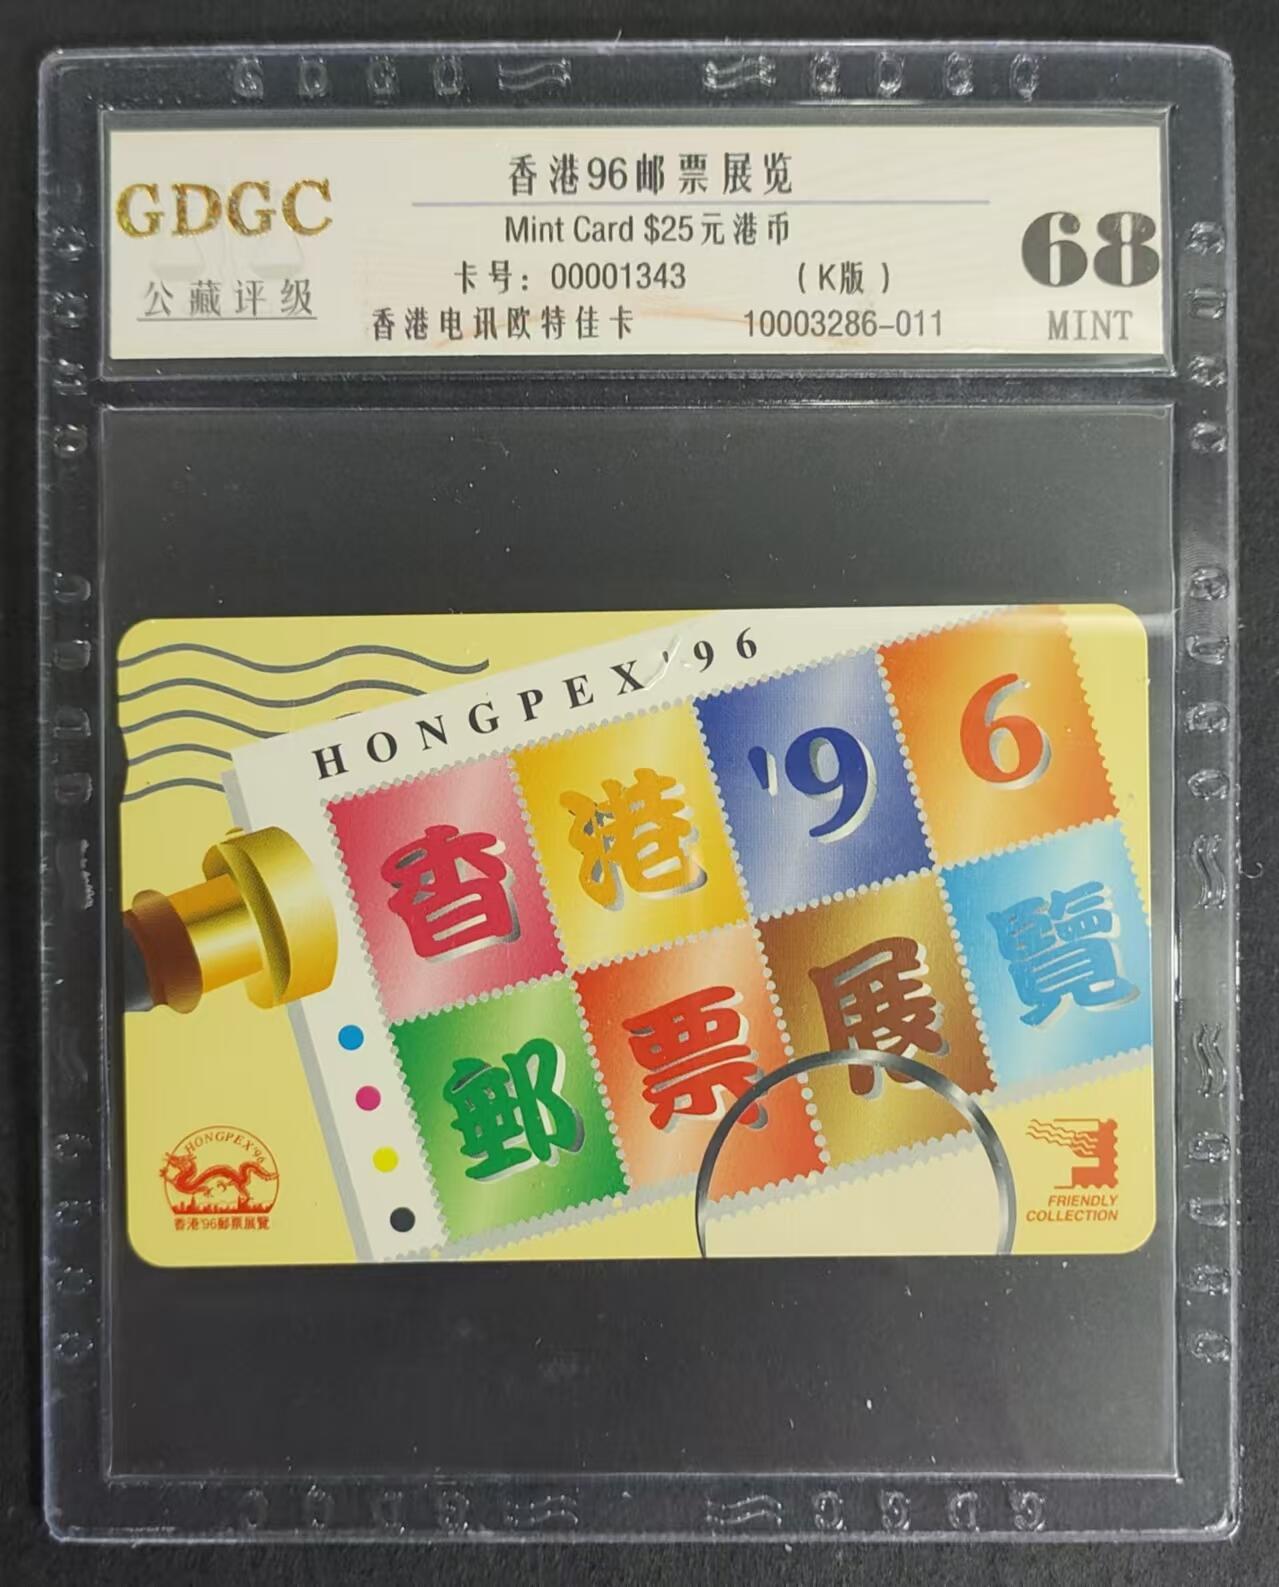 GDGC
公藏评级
香港96邮票展览
Mint Card $25元港币
卡号：00001343 （K版）
香港电讯欧特佳卡 10003286-011
68
MINT
HONGPEX '96
香港'96
郵票展覽
HONGPEX'96
香港'96郵票展覽
FRIENDLY
COLLECTION